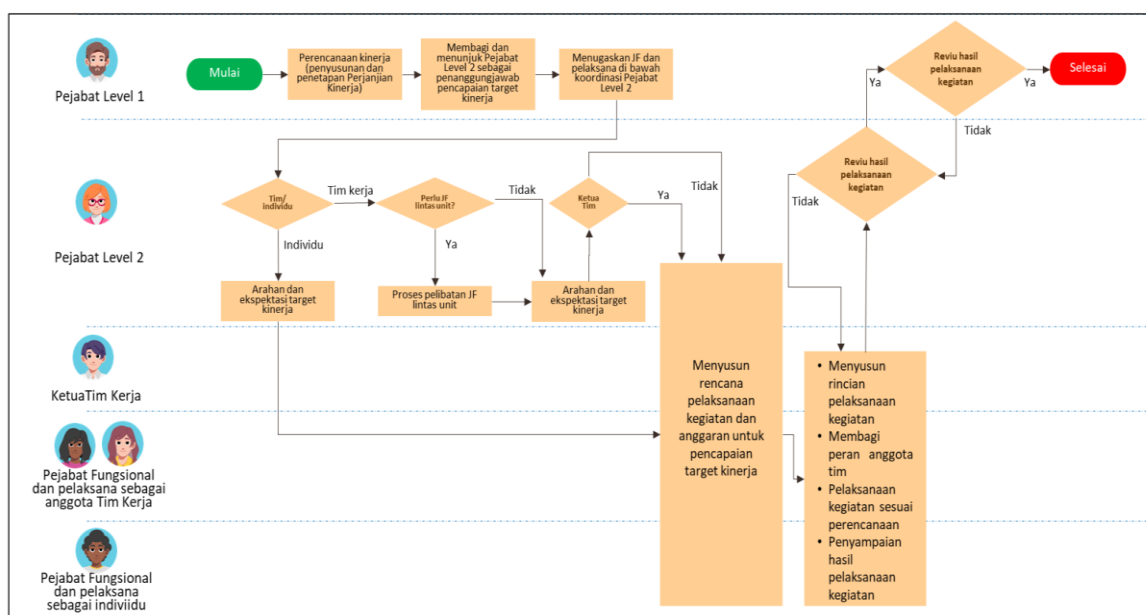 Pejabat Level 1
Mulai
Perencanaan kinerja
(penyusunan dan
penetapan Perjanjian
Kinerja)
Membagi dan
menunjuk Pejabat
Level 2 sebagai
penanggungjawab
pencapaian target
kinerja
Menugaskan JF dan
pelaksana di bawah
koordinasi Pejabat
Level 2
Reviu hasil
pelaksanaan
kegiatan
Ya
Selesai
Ya
Tidak
Pejabat Level 2
Tim/
individu
Tim kerja
Perlu JF
lintas unit?
Tidak
Ketua
Tim
Ya
Tidak
Reviu hasil
pelaksanaan
kegiatan
Tidak
Individu
Ya
Arahan dan
ekspektasi target
kinerja
Proses pelibatan JF
lintas unit
Arahan dan
ekspektasi target
kinerja
KetuaTim Kerja
Menyusun
rencana
pelaksanaan
kegiatan dan
anggaran untuk
pencapaian
target kinerja
• Menyusun
rincian
pelaksanaan
kegiatan
• Membagi
peran anggota
tim
• Pelaksanaan
kegiatan sesuai
perencanaan
• Penyampaian
hasil
pelaksanaan
kegiatan
Pejabat Fungsional
dan pelaksana sebagai
anggota Tim Kerja
Pejabat Fungsional
dan pelaksana
sebagai indiviidu